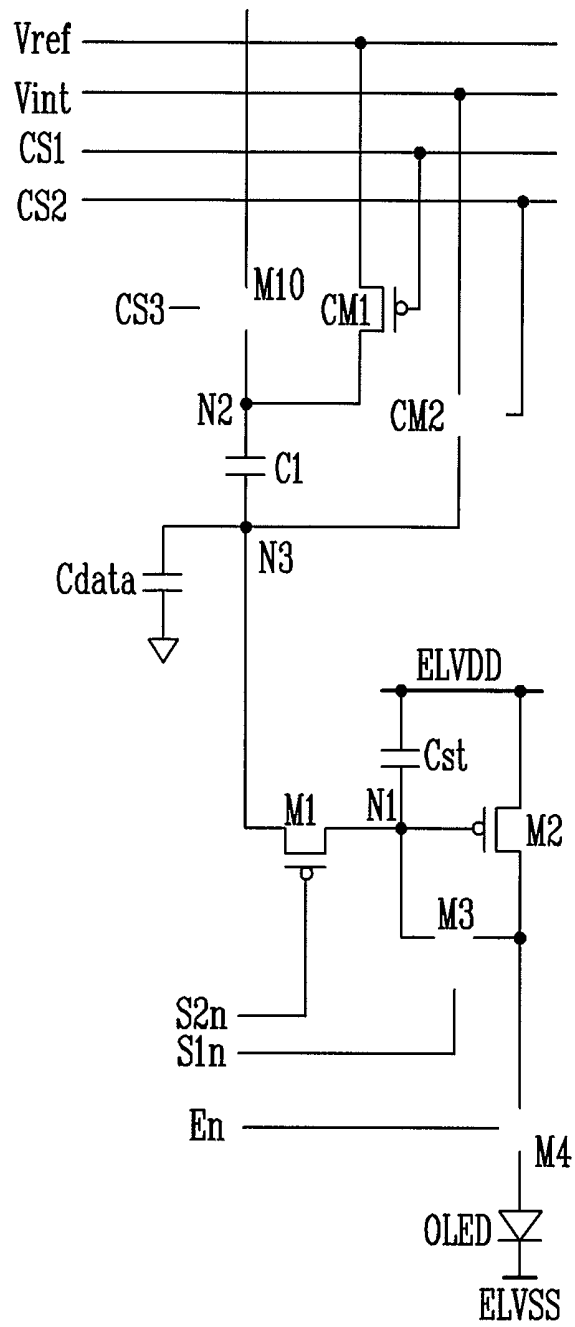 Vref
Vint
CS1
CS2
M10
CS3
CM1
N2
CM2
C1
N3
Cdata
ELVDD
Cst
M1
N1
M2
M3
S2n
S1n
En
M4
OLED
ELVSS